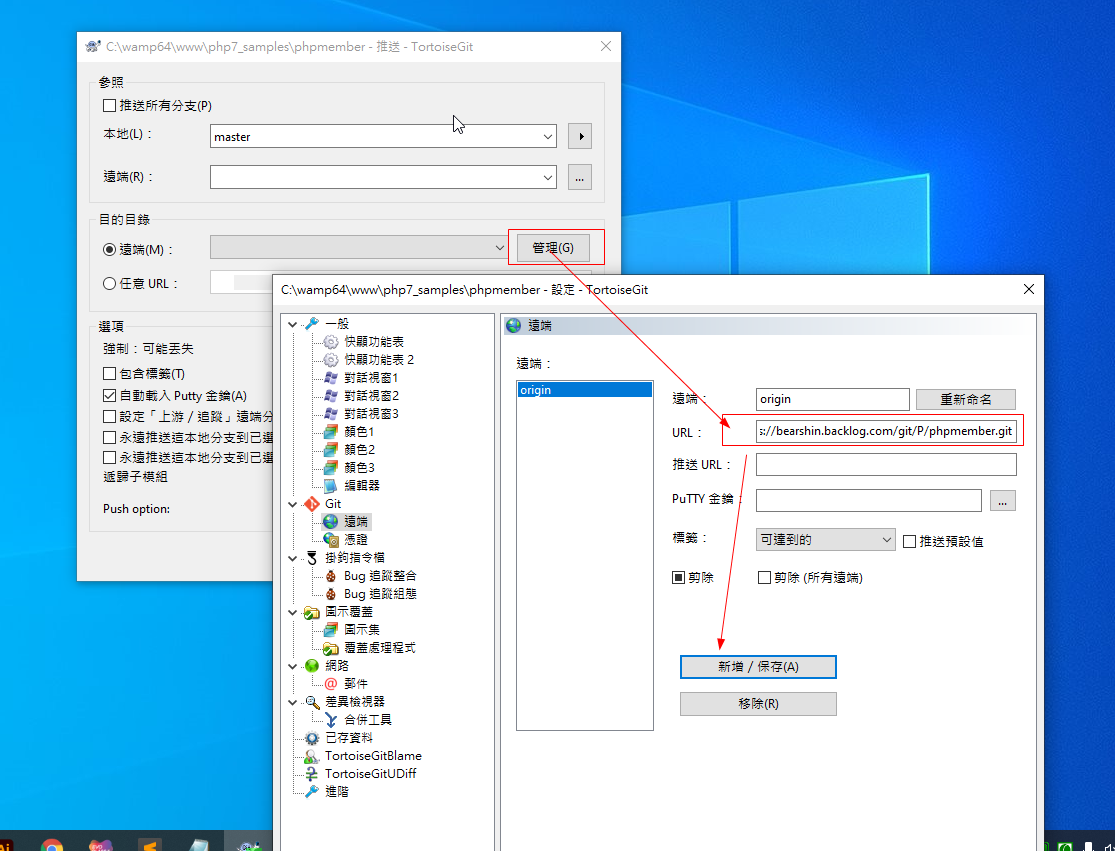 C:\wamp64\www\php7_samples\phpmember - 推送 - TortoiseGit
參照
推送所有分支(P)
本地(L)：
master
遠端(R)：
...
目的目錄
遠端(M)：
管理(G)
任意 URL：
選項
強制：可能丟失
包含標籤(T)
自動載入 Putty 金鑰(A)
設定「上游／追蹤」遠端分
永遠推送這本地分支到已選
永遠推送這本地分支到已選
遞歸子模組
Push option:
C:\wamp64\www\php7_samples\phpmember - 設定 - TortoiseGit
一般
快顯功能表
快顯功能表 2
對話視窗1
對話視窗2
對話視窗3
顏色1
顏色2
顏色3
編輯器
Git
遠端
憑證
掛鉤指令檔
Bug 追蹤整合
Bug 追蹤組態
圖示覆蓋
圖示集
覆蓋處理程式
網路
郵件
差異檢視器
合併工具
已存資料
TortoiseGitBlame
TortoiseGitUDiff
進階
遠端
遠端：
origin
遠端：
origin
重新命名
URL：
s://bearshin.backlog.com/git/P/phpmember.git
推送 URL：
PuTTY 金鑰：
...
標籤：
可達到的
推送預設值
剪除
剪除 (所有遠端)
新增／保存(A)
移除(R)
Ai